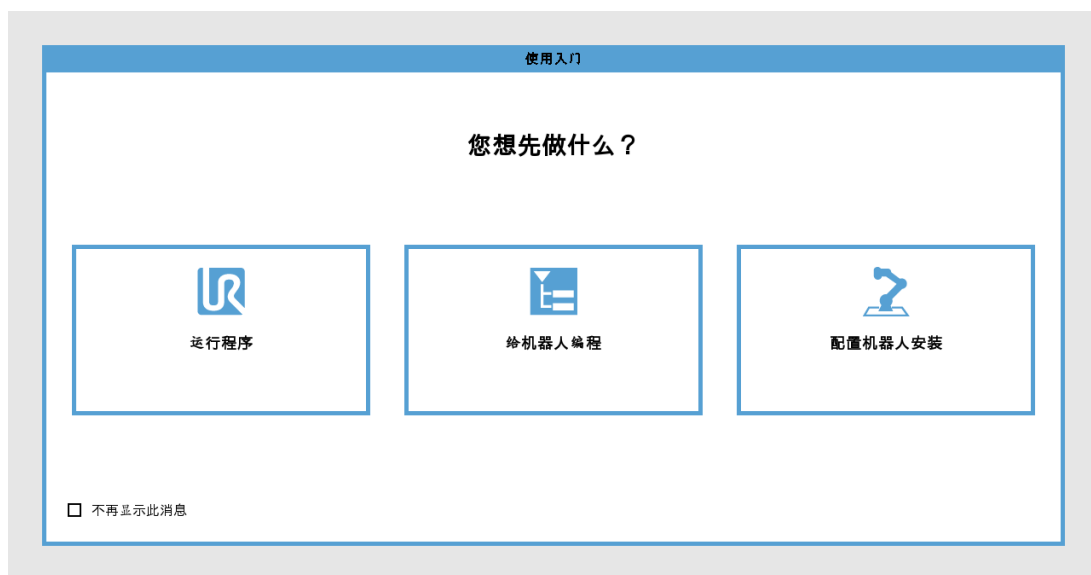 使用入门
您想先做什么？
运行程序
给机器人编程
配置机器人安装
不再显示此消息